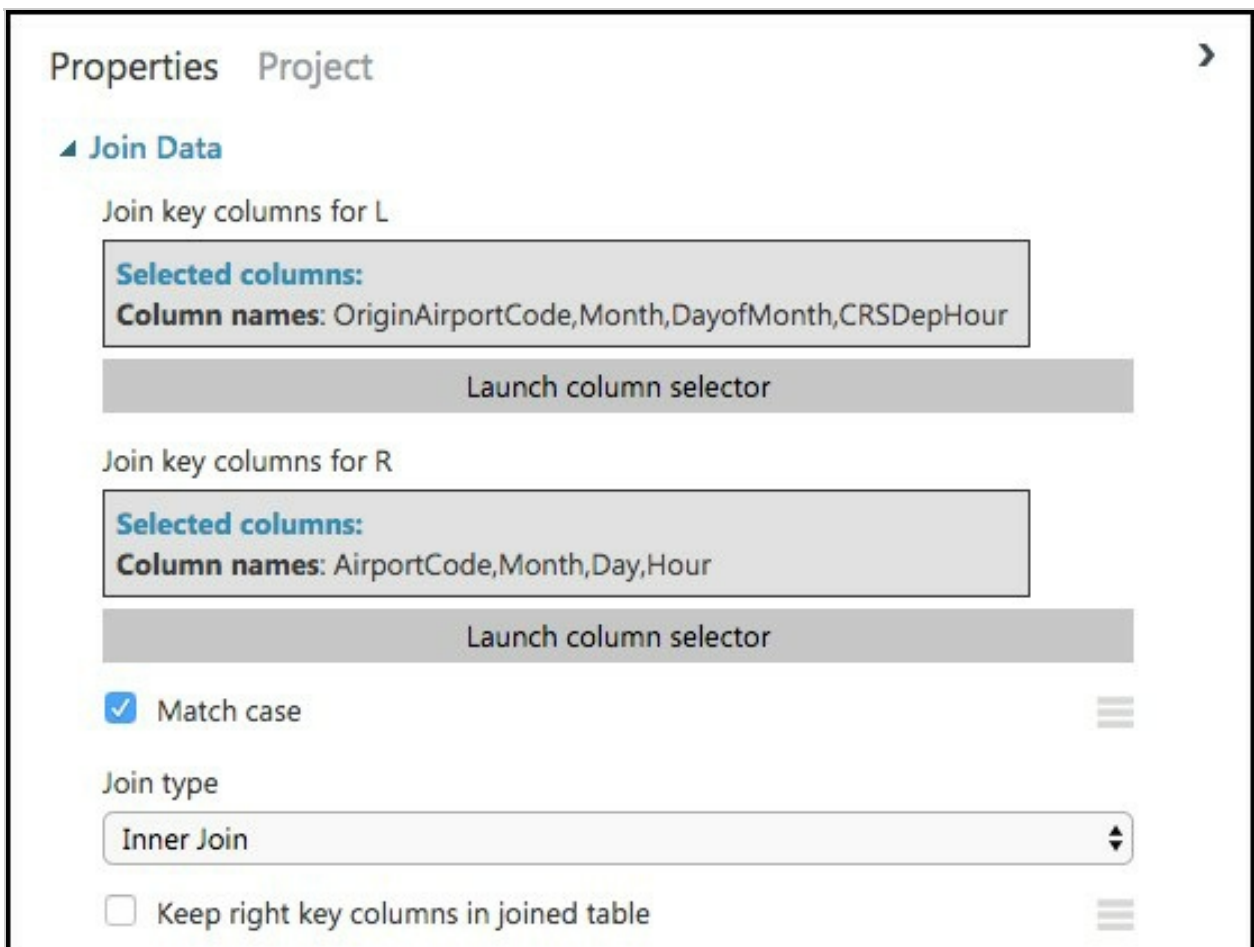 Properties Project
Join Data
Join key columns for L
Selected columns:
Column names: OriginAirportCode,Month,DayofMonth,CRSDepHour
Launch column selector
Join key columns for R
Selected columns:
Column names: AirportCode,Month,Day,Hour
Launch column selector
Match case
Join type
Inner Join
Keep right key columns in joined table